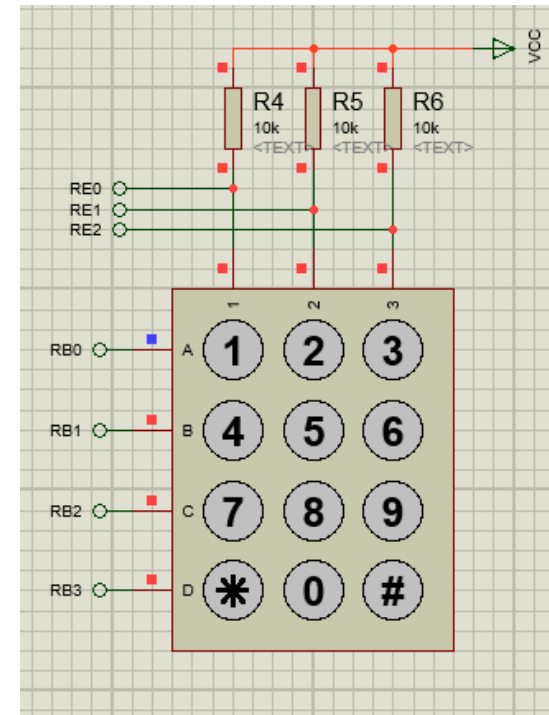 VCC
R4 R5 R6
10k 10k 10k
<TEXT> <TEXT> <TEXT>
RE0
RE1
RE2
1 2 3
RB0 A 1 2 3
RB1 B 4 5 6
RB2 C 7 8 9
RB3 D * 0 #